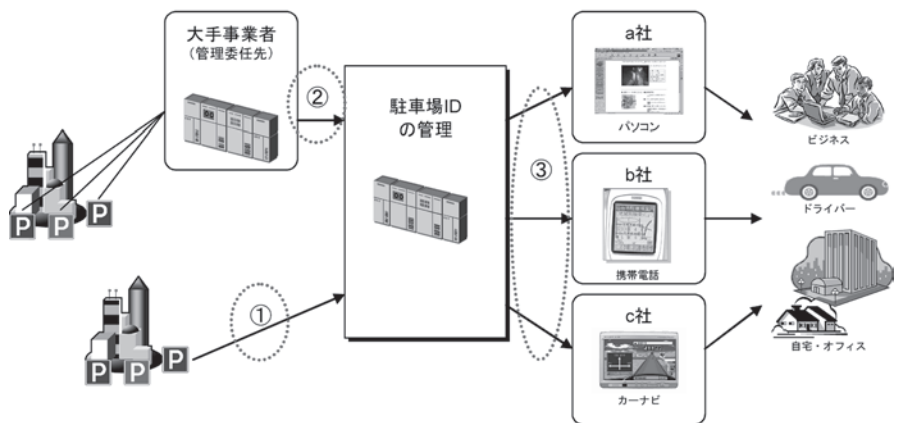 大手事業者
(管理委任先)
②
駐車場ID
の管理
①
③
a社
パソコン
b社
携帯電話
c社
カーナビ
ビジネス
ドライバー
自宅・オフィス
P
P
P
P
P
P